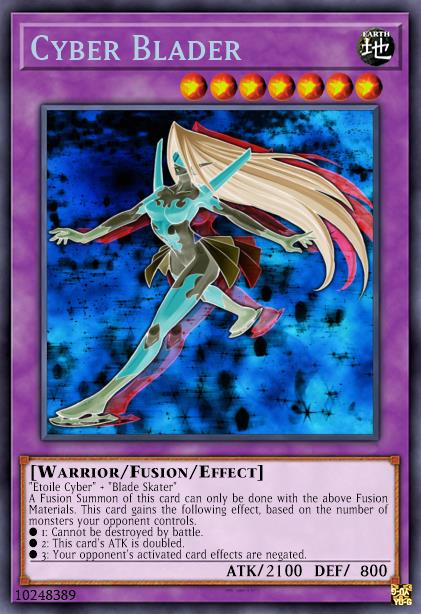 Cyber Blader
EARTH
地
[Warrior/Fusion/Effect]
"Etoile Cyber" + "Blade Skater"
A Fusion Summon of this card can only be done with the above Fusion
Materials. This card gains the following effect, based on the number of
monsters your opponent controls.
● 1: Cannot be destroyed by battle.
● 2: This card's ATK is doubled.
● 3: Your opponent's activated card effects are negated.
ATK/2100 DEF/ 800
10248389